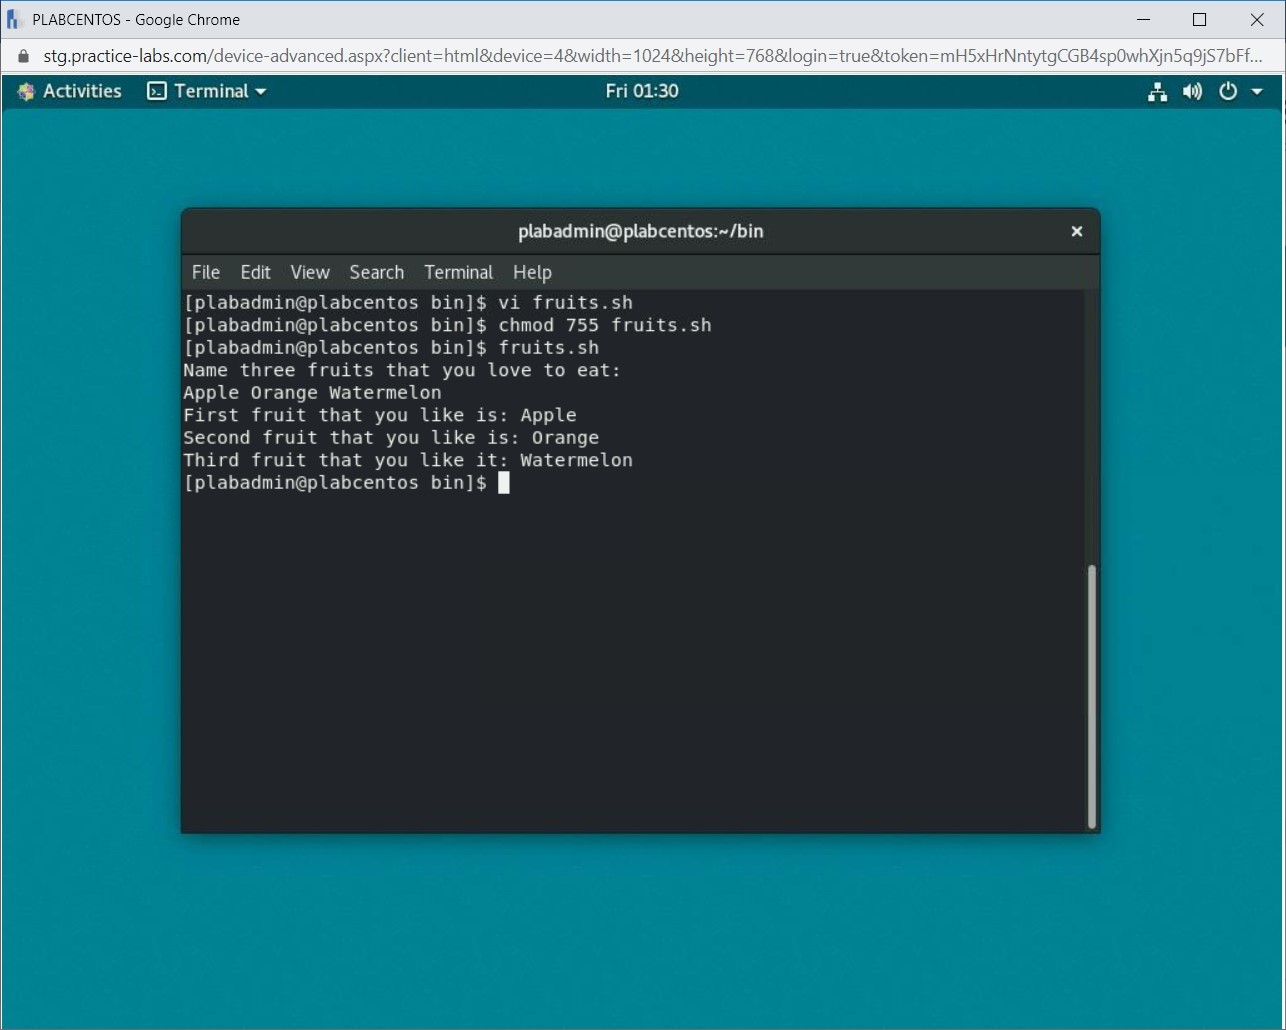 PLABCENTOS - Google Chrome
stg.practice-labs.com/device-advanced.aspx?client=html&device=4&width=1024&height=768&login=true&token=mH5xHrNntytgCGB4sp0whXjn5q9jS7bFf...
Activities Terminal Fri 01:30
plabadmin@plabcentos:~/bin
File Edit View Search Terminal Help
[plabadmin@plabcentos bin]$ vi fruits.sh
[plabadmin@plabcentos bin]$ chmod 755 fruits.sh
[plabadmin@plabcentos bin]$ fruits.sh
Name three fruits that you love to eat:
Apple Orange Watermelon
First fruit that you like is: Apple
Second fruit that you like is: Orange
Third fruit that you like it: Watermelon
[plabadmin@plabcentos bin]$